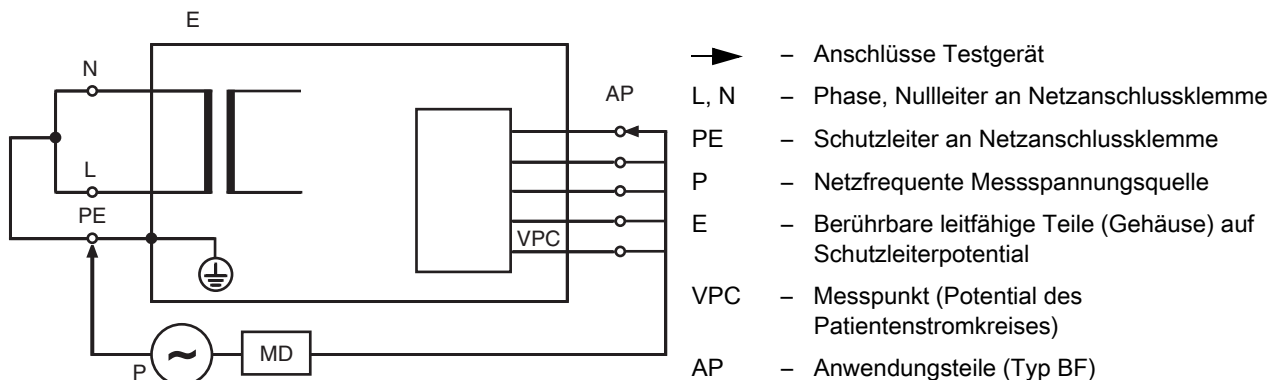 E
N
L
PE
AP
VPC
P
~
MD
– Anschlüsse Testgerät
L, N – Phase, Nullleiter an Netzanschlussklemme
PE – Schutzleiter an Netzanschlussklemme
P – Netzfrequente Messspannungsquelle
E – Berührbare leitfähige Teile (Gehäuse) auf
Schutzleiterpotential
VPC – Messpunkt (Potential des
Patientenstromkreises)
AP – Anwendungsteile (Typ BF)